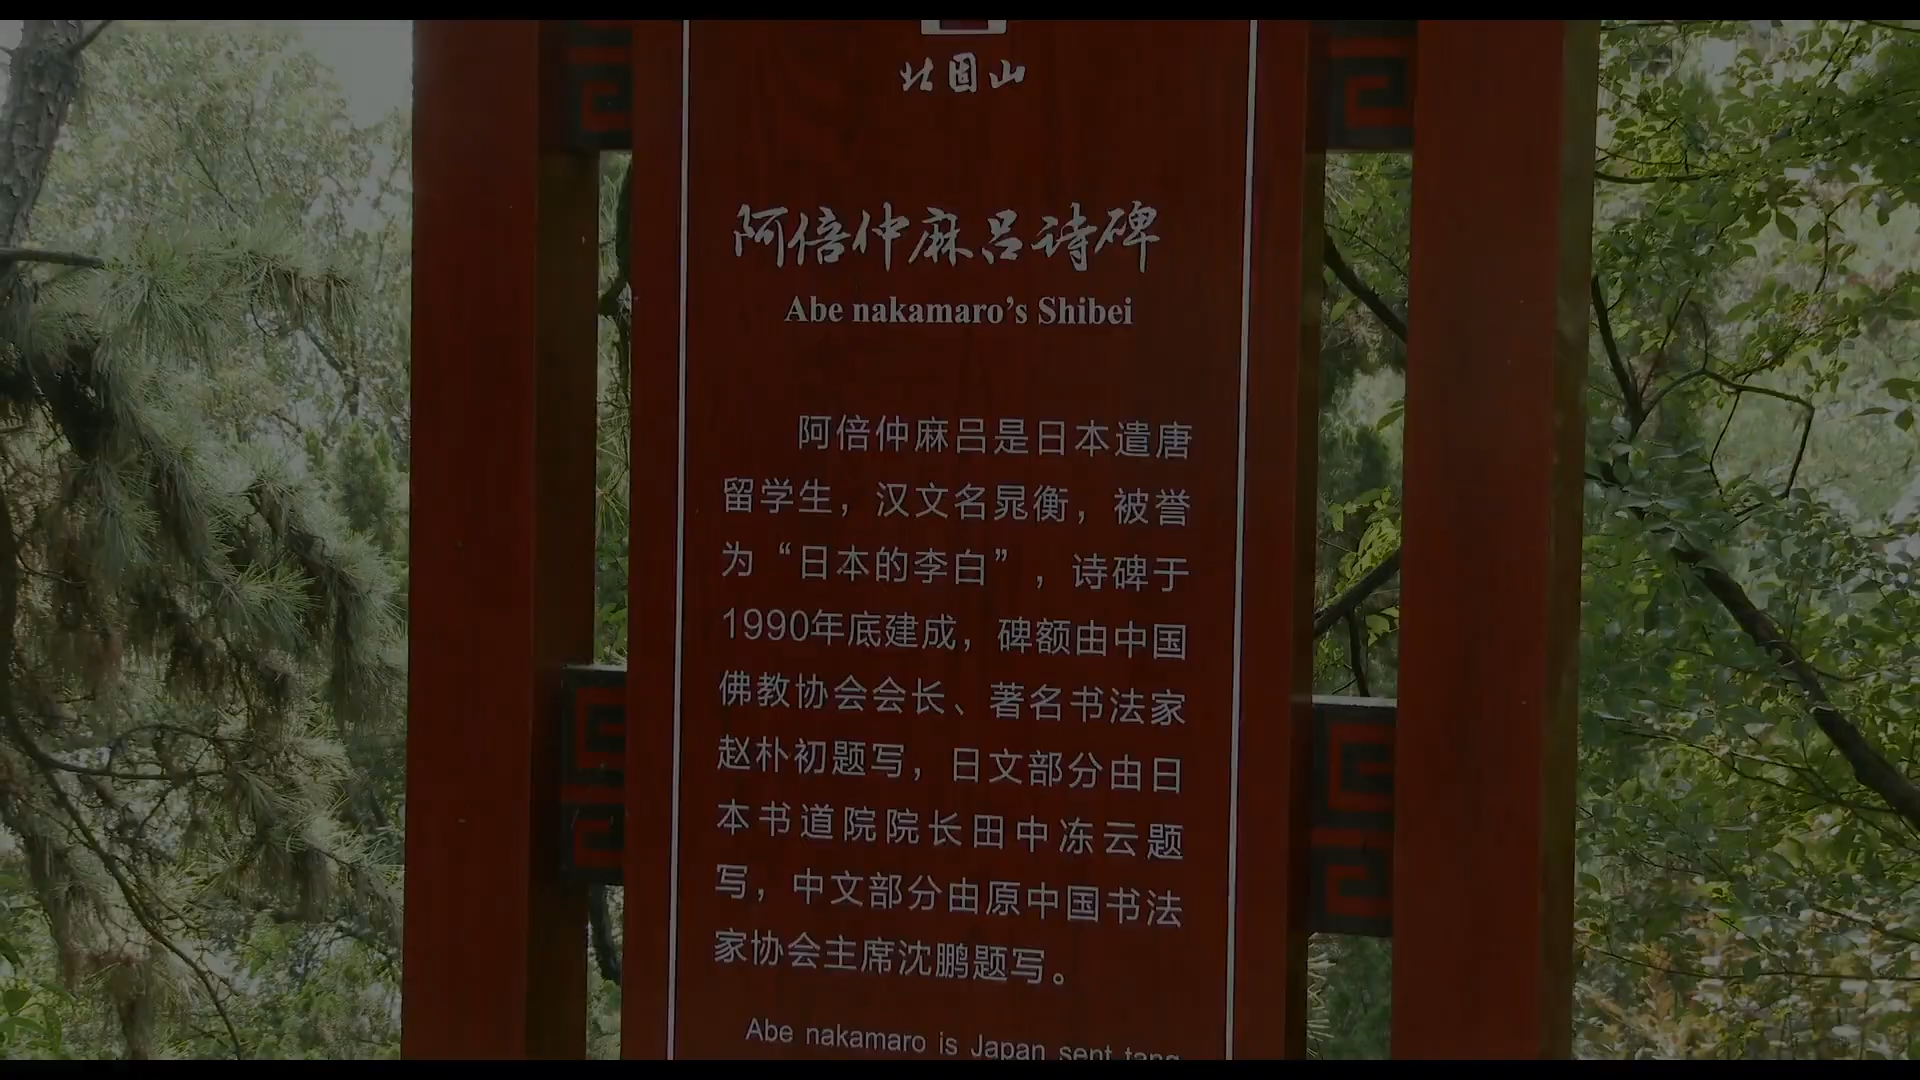 北固山
阿倍仲麻吕诗碑
Abe nakamaro's Shibei
阿倍仲麻吕是日本遣唐
留学生，汉文名晁衡，被誉
为“日本的李白”，诗碑于
1990年底建成，碑额由中国
佛教协会会长、著名书法家
赵朴初题写，日文部分由日
本书道院院长田中冻云题
写，中文部分由原中国书法
家协会主席沈鹏题写。
Abe nakamaro is Japan sent tang